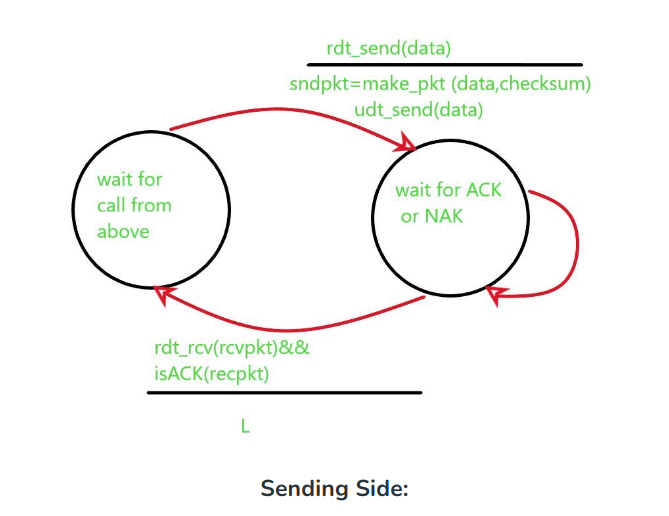 rdt_send(data)
sndpkt=make_pkt (data,checksum)
udt_send(data)
wait for
call from
above
wait for ACK
or NAK
rdt_rcv(rcvpkt)&&
isACK(recpkt)
L
Sending Side: